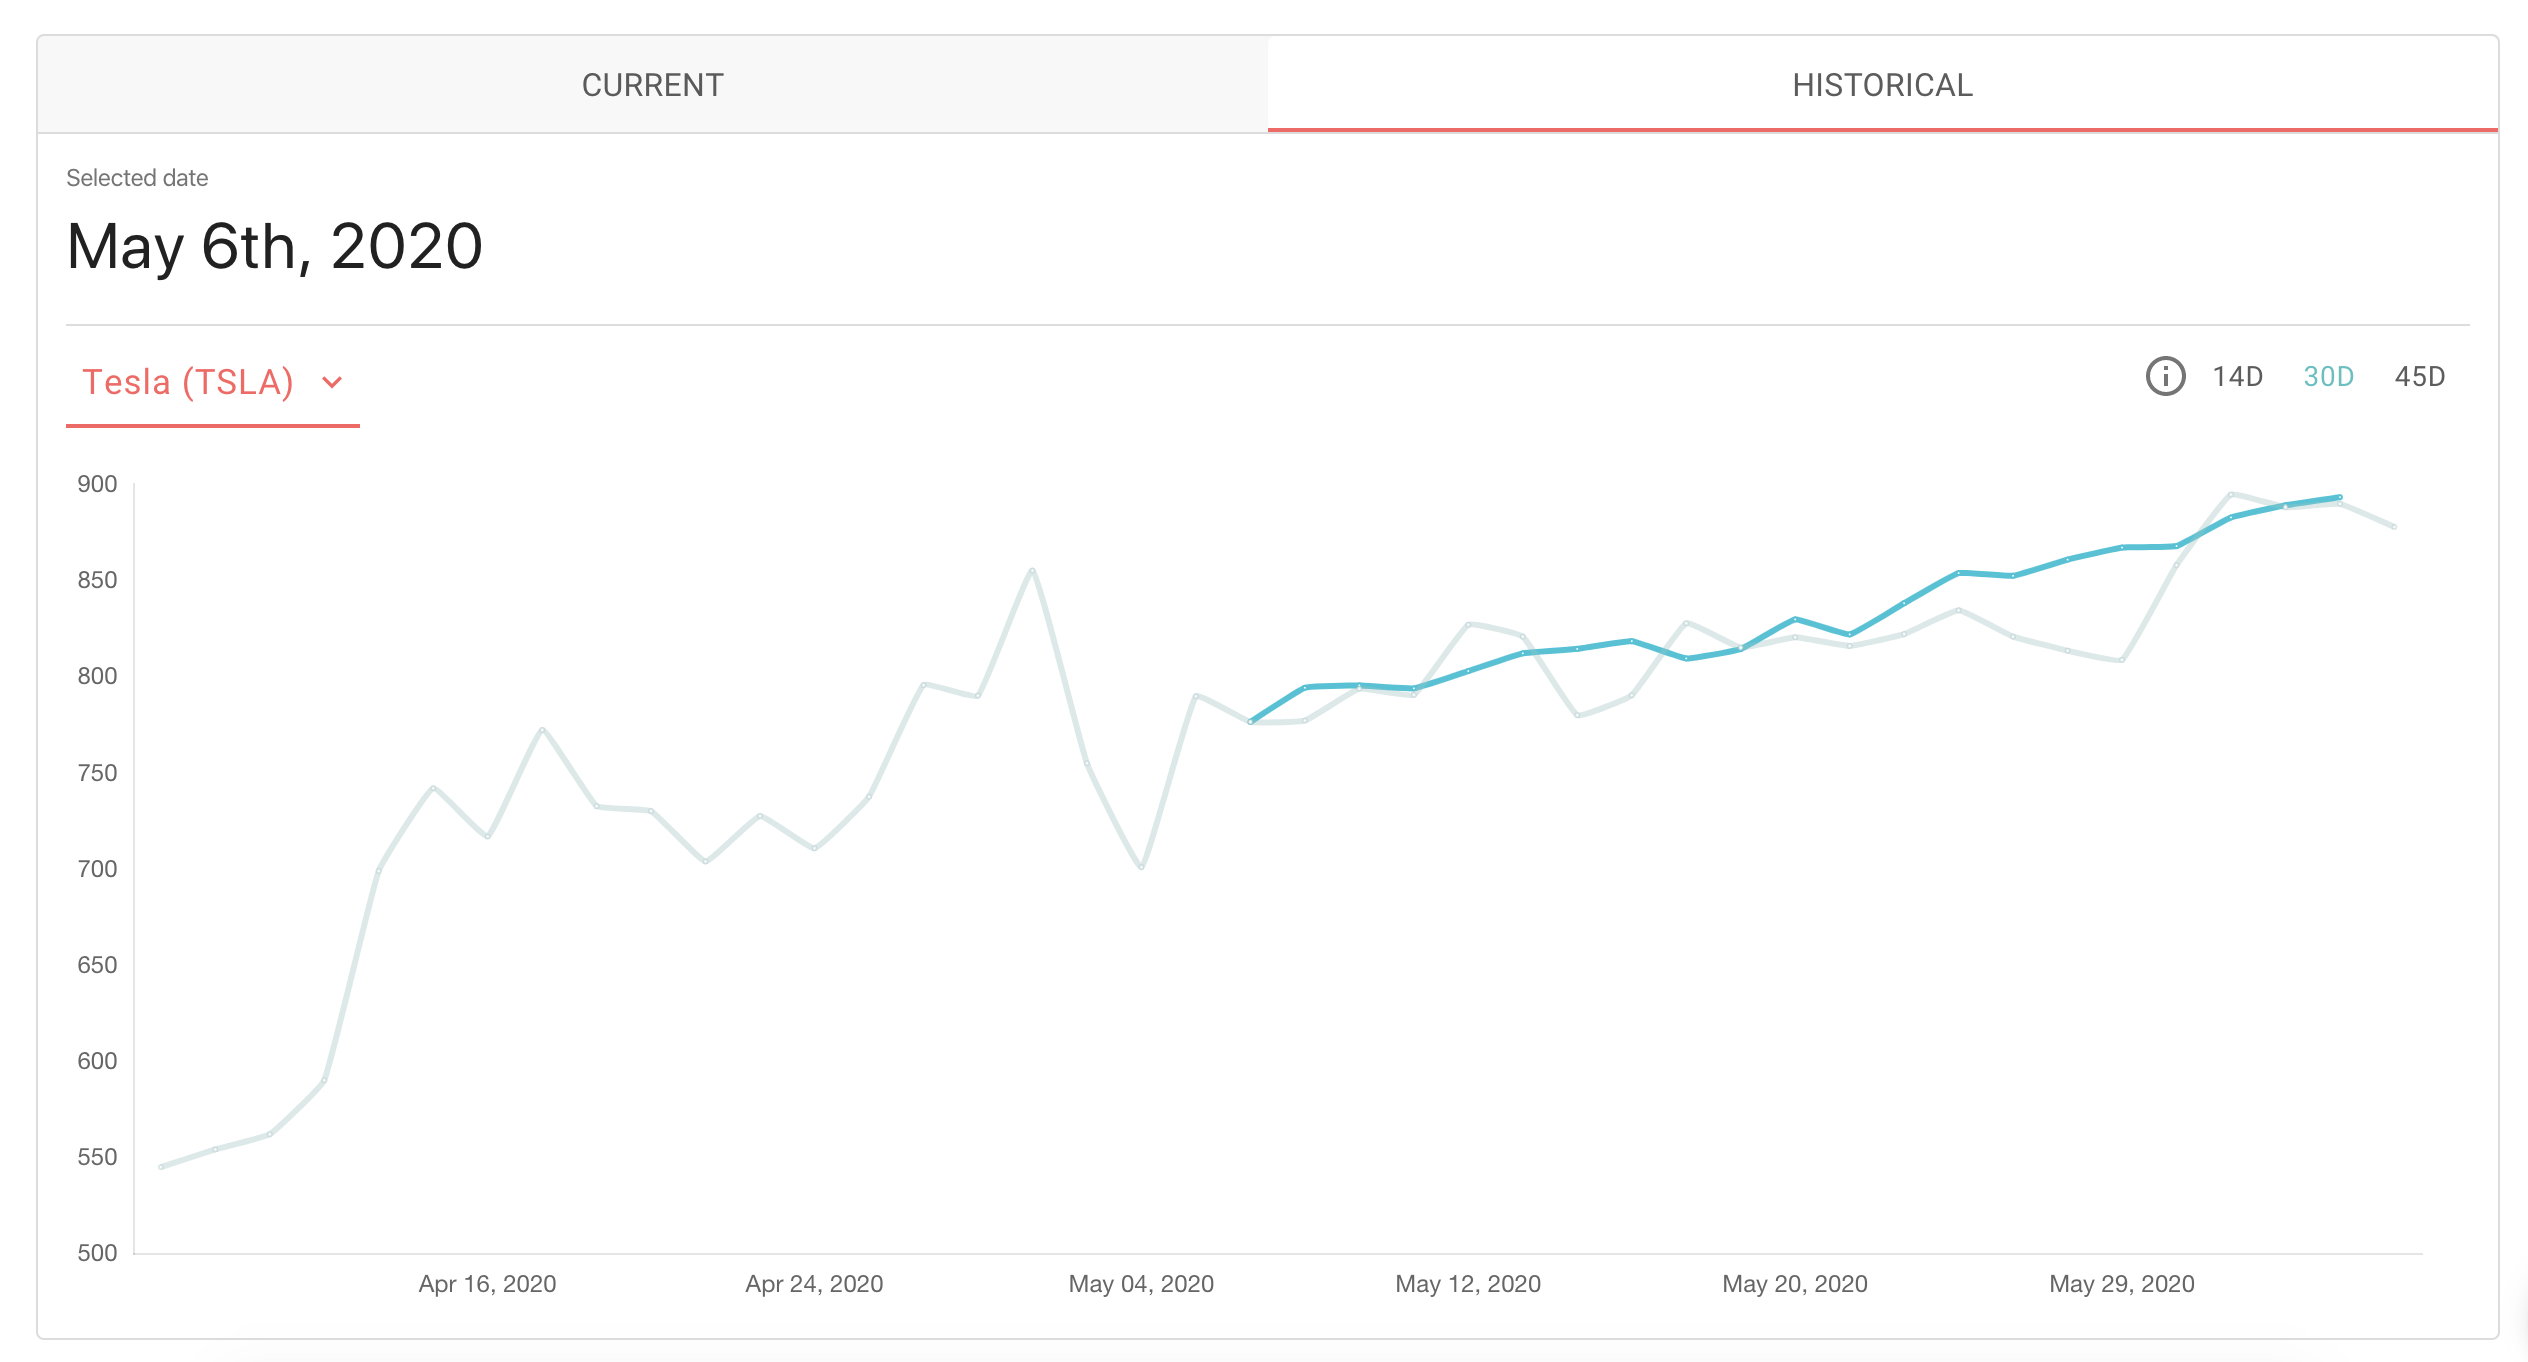 CURRENT
HISTORICAL
Selected date
May 6th, 2020
Tesla (TSLA)
14D 30D 45D
900
850
800
750
700
650
600
550
500
Apr 16, 2020 Apr 24, 2020 May 04, 2020 May 12, 2020 May 20, 2020 May 29, 2020